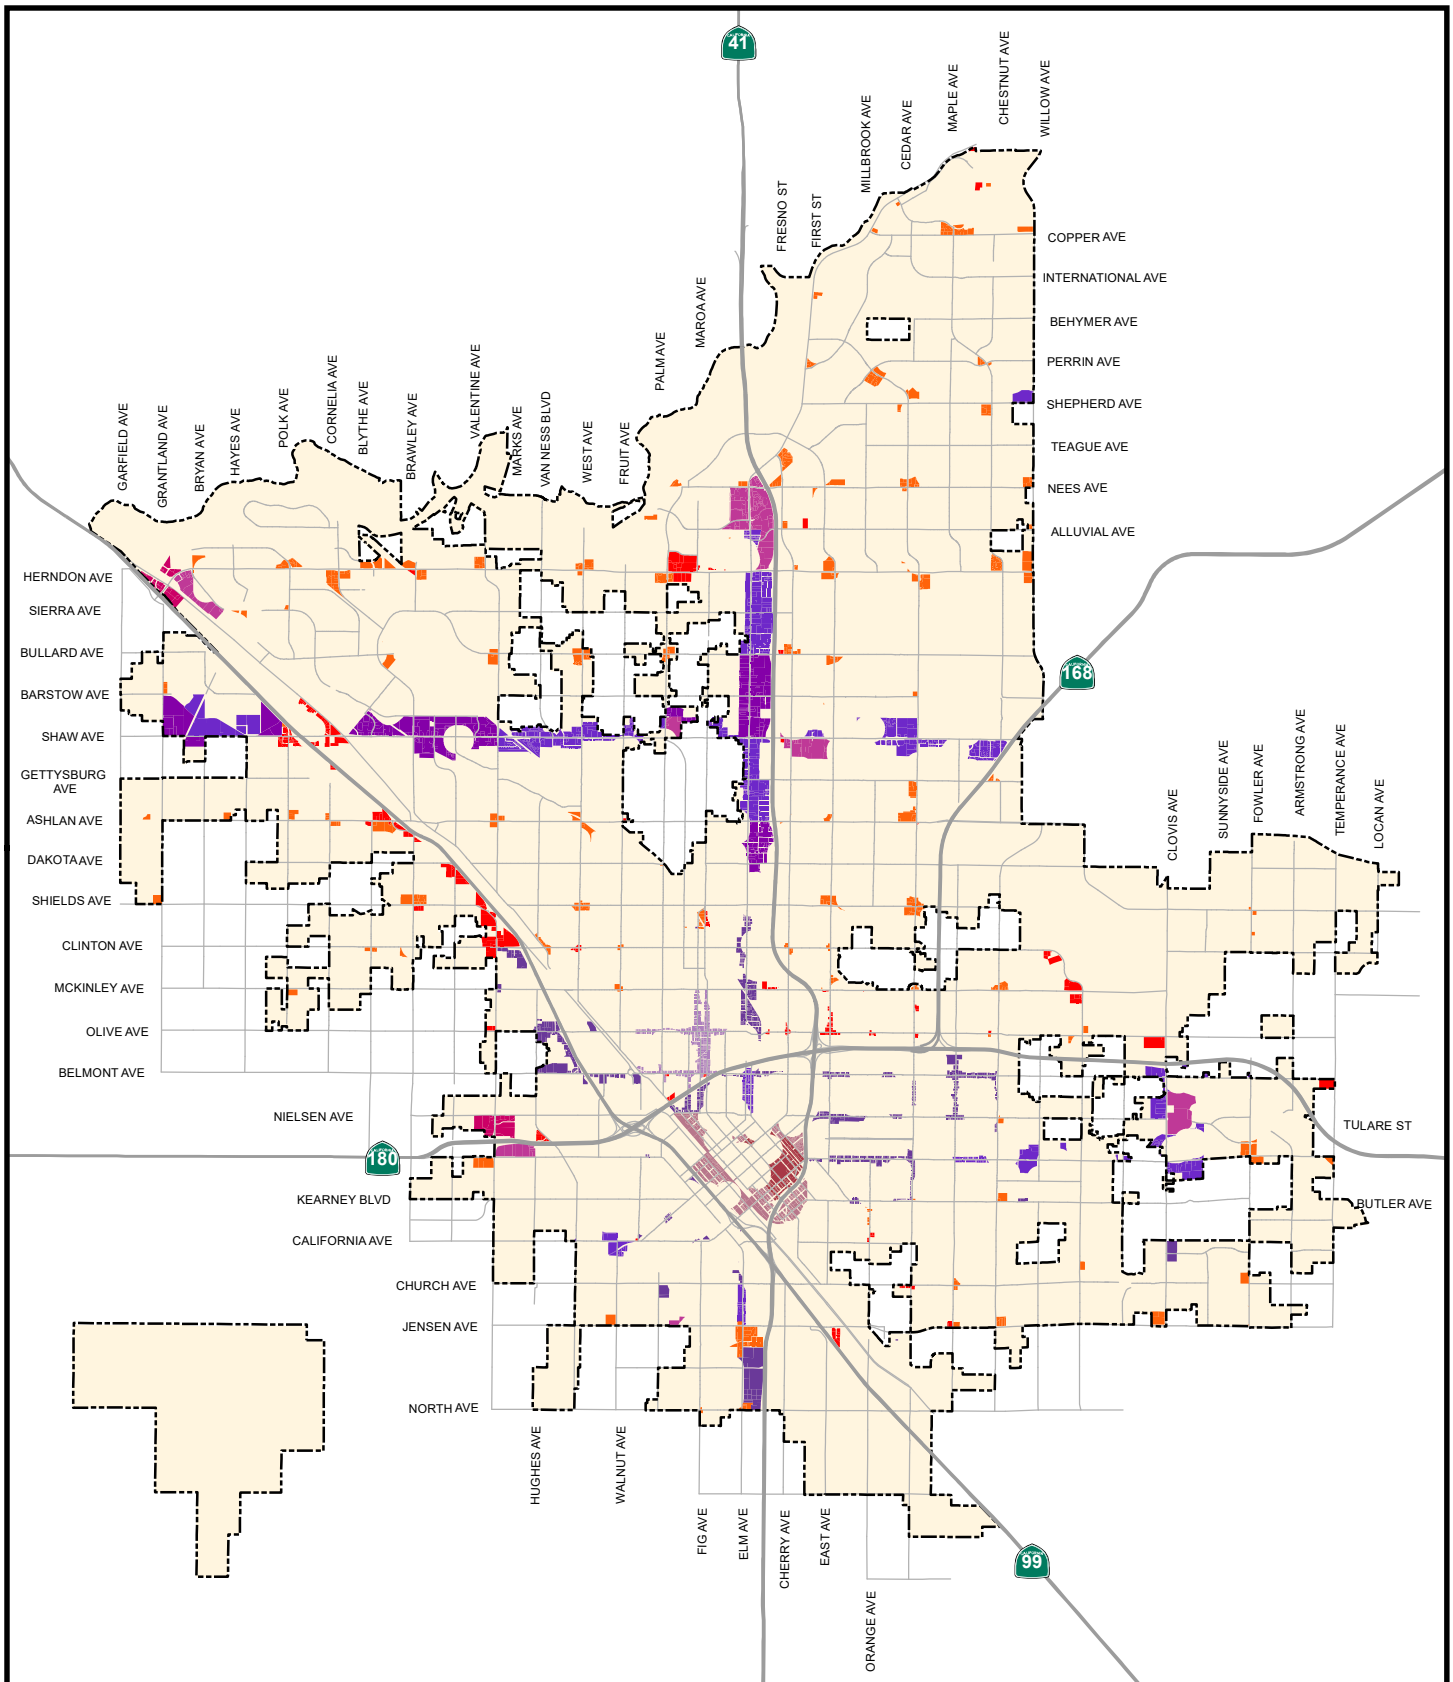 CALIFORNIA
41
WILLOW AVE
CHESTNUT AVE
MAPLE AVE
CEDAR AVE
MILLBROOK AVE
FIRST ST
FRESNO ST
MAROA AVE
PALM AVE
FRUIT AVE
WEST AVE
VAN NESS BLVD
MARKS AVE
VALENTINE AVE
BRAWLEY AVE
BLYTHE AVE
CORNELIA AVE
POLK AVE
HAYES AVE
BRYAN AVE
GRANTLAND AVE
GARFIELD AVE
COPPER AVE
INTERNATIONAL AVE
BEHYMER AVE
PERRIN AVE
SHEPHERD AVE
TEAGUE AVE
NEES AVE
ALLUVIAL AVE
HERNDON AVE
SIERRA AVE
BULLARD AVE
BARSTOW AVE
SHAW AVE
GETTYSBURG
AVE
ASHLAN AVE
DAKOTA AVE
SHIELDS AVE
CLINTON AVE
MCKINLEY AVE
OLIVE AVE
BELMONT AVE
NIELSEN AVE
CALIFORNIA
168
CLOVIS AVE
SUNNYSIDE AVE
FOWLER AVE
ARMSTRONG AVE
TEMPERANCE AVE
LOCAN AVE
TULARE ST
CALIFORNIA
180
KEARNEY BLVD
BUTLER AVE
CALIFORNIA AVE
CHURCH AVE
JENSEN AVE
NORTH AVE
HUGHES AVE
WALNUT AVE
FIG AVE
ELM AVE
CHERRY AVE
EAST AVE
ORANGE AVE
CALIFORNIA
99